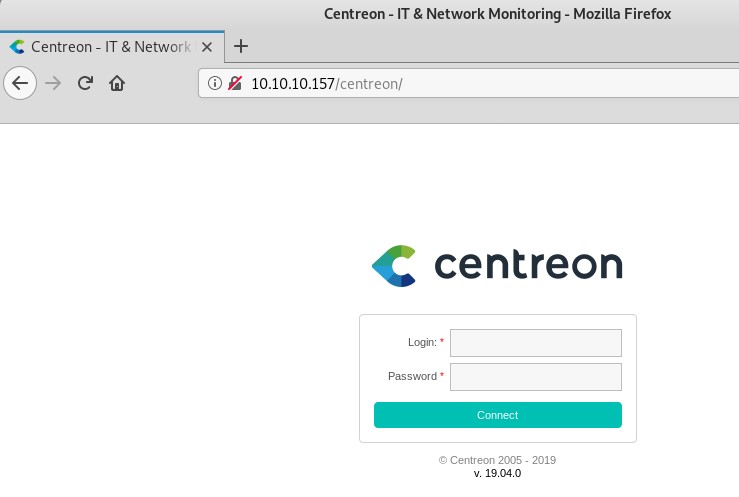 Centreon - IT & Network Monitoring - Mozilla Firefox
Centreon - IT & Network
10.10.10.157/centreon/
centreon
Login: *
Password *
Connect
© Centreon 2005 - 2019
v. 19.04.0